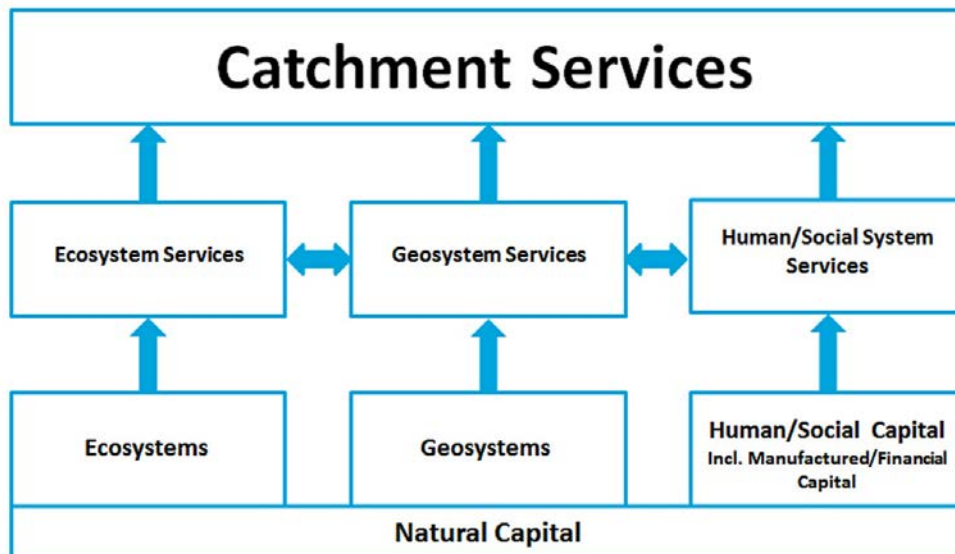 Catchment Services
Ecosystem Services
Geosystem Services
Human/Social System
Services
Ecosystems
Geosystems
Human/Social Capital
Incl. Manufactured/Financial
Capital
Natural Capital